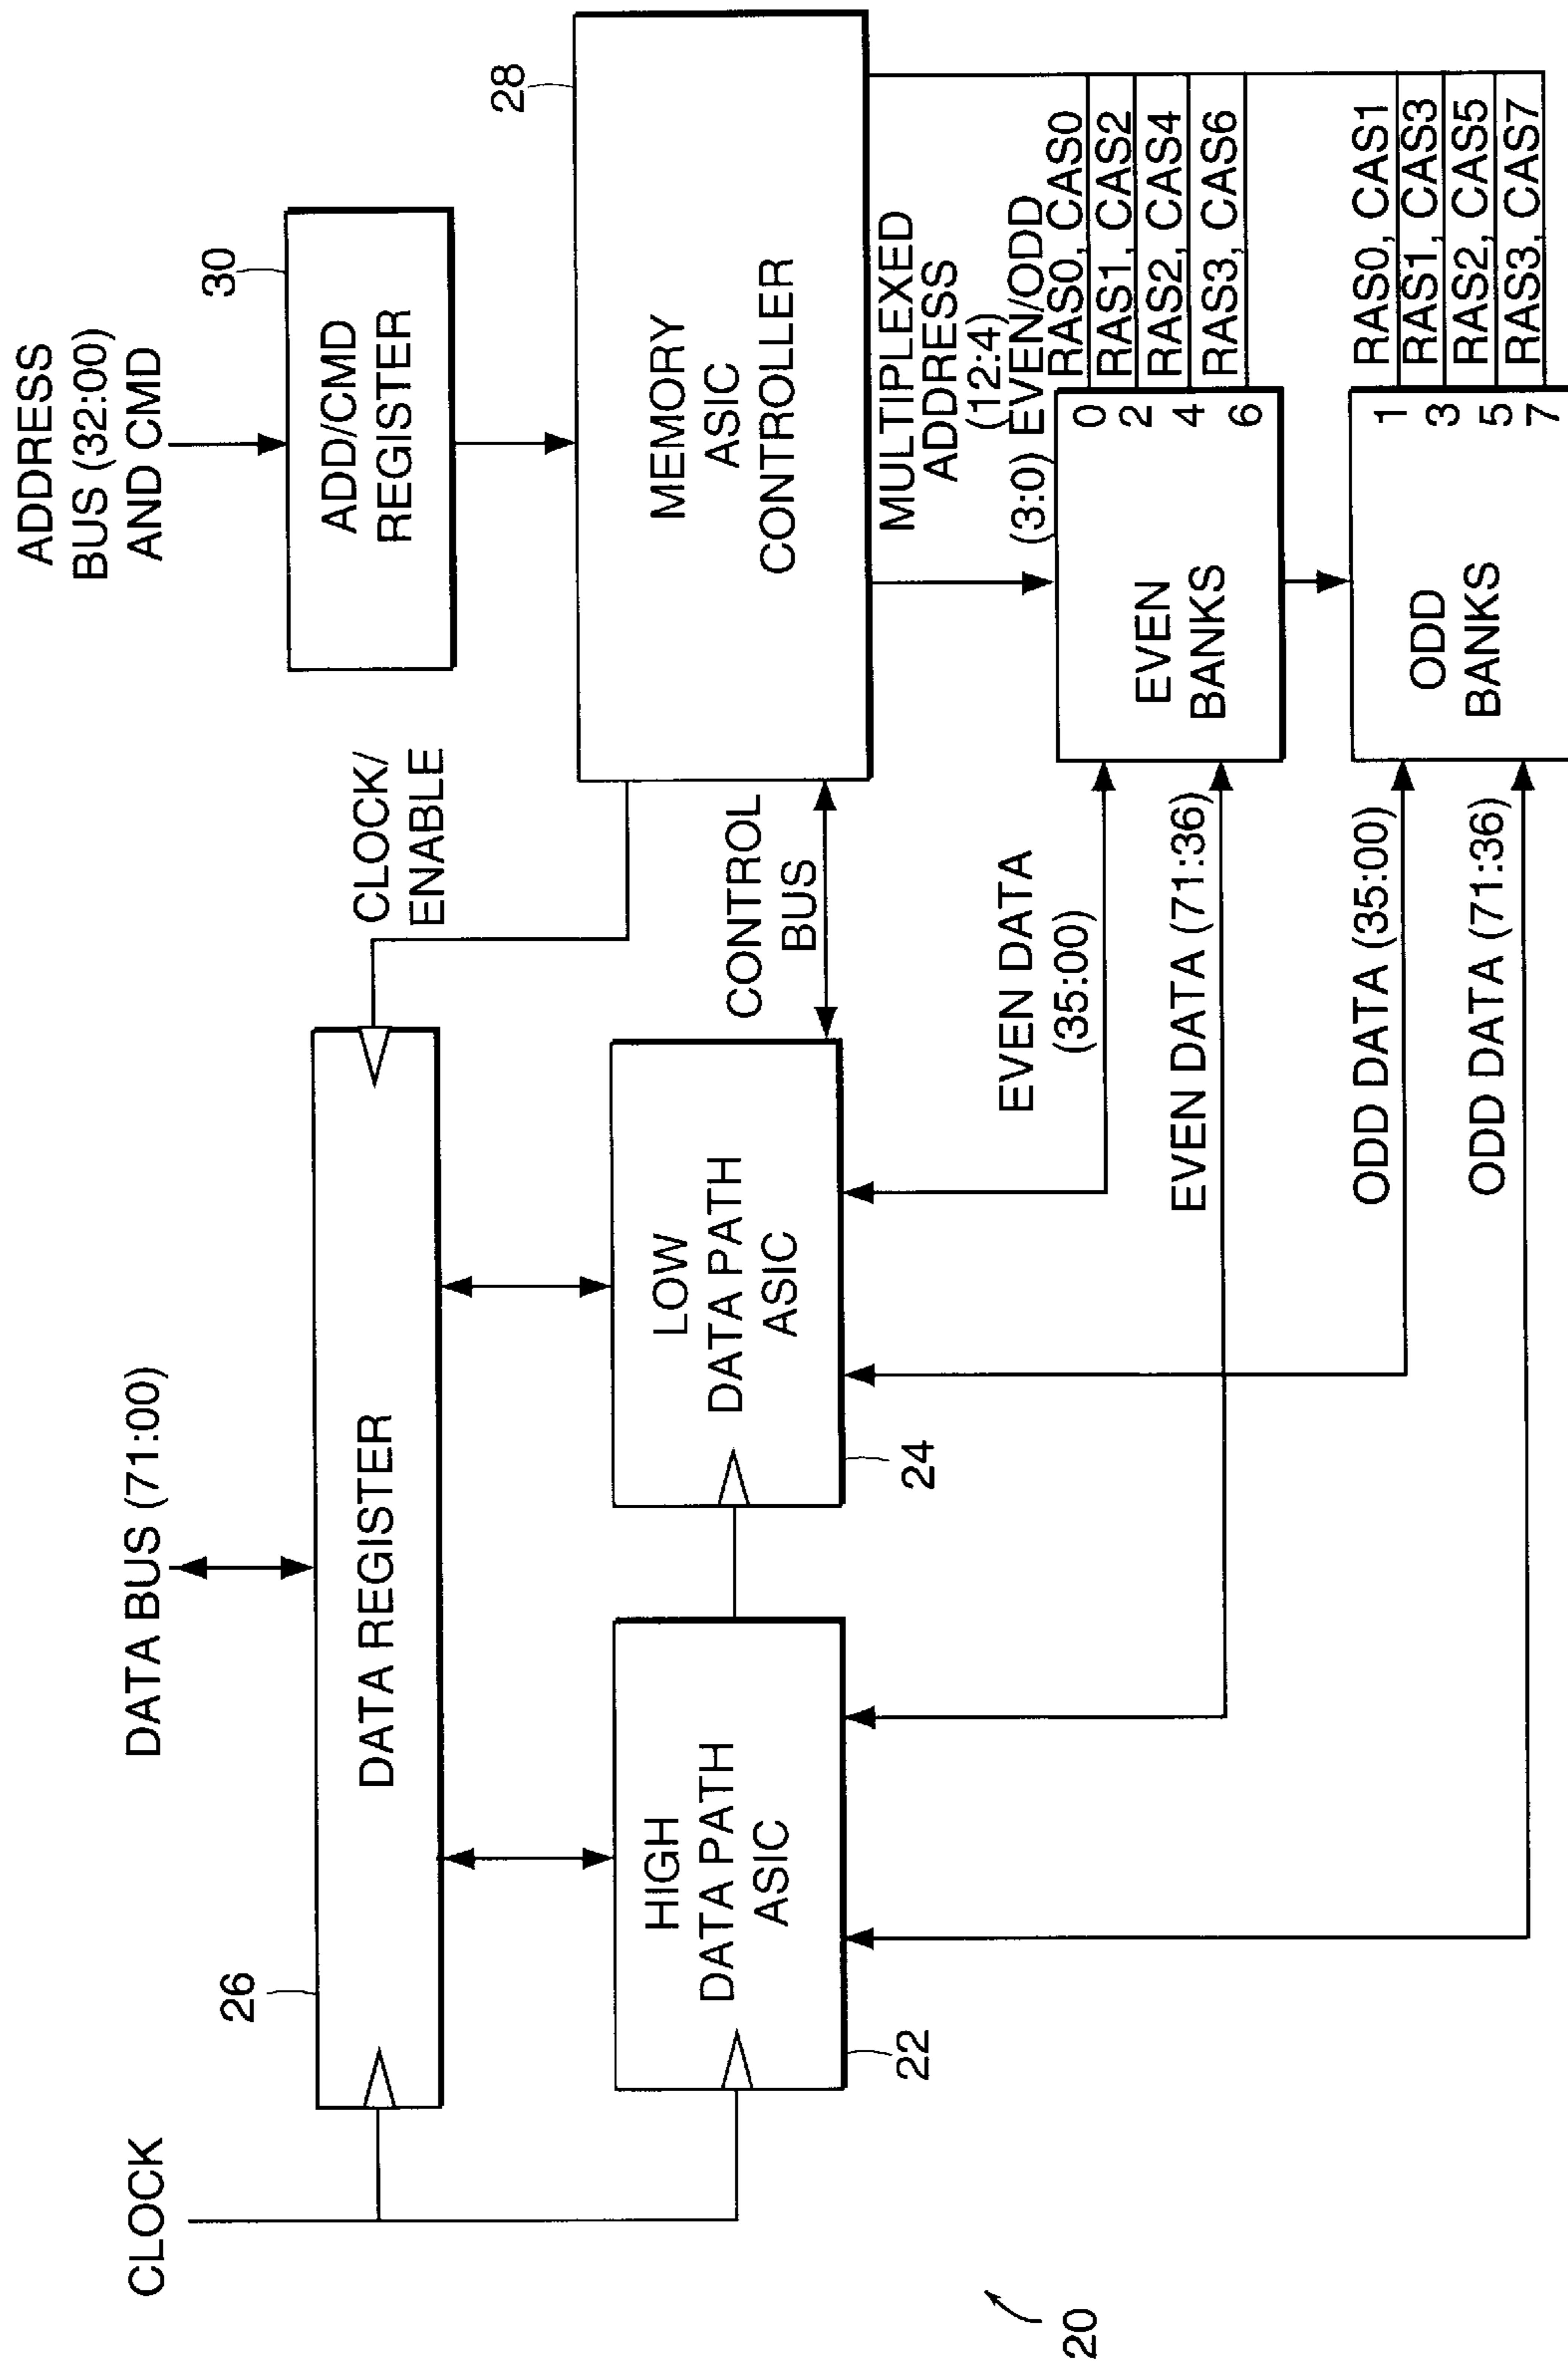 CLOCK
DATA BUS (71:00)
ADDRESS
BUS (32:00)
AND CMD
26
DATA REGISTER
CLOCK/
ENABLE
30
ADD/CMD
REGISTER
HIGH
DATA PATH
ASIC
22
LOW
DATA PATH
ASIC
24
CONTROL
BUS
28
MEMORY
ASIC
CONTROLLER
MULTIPLEXED
ADDRESS
(12:4)
(3:0) EVEN/ODD
EVEN DATA
(35:00)
EVEN DATA (71:36)
EVEN
BANKS
0
2
4
6
RAS0, CAS0
RAS1, CAS2
RAS2, CAS4
RAS3, CAS6
ODD DATA (35:00)
ODD DATA (71:36)
ODD
BANKS
1
3
5
7
RAS0, CAS1
RAS1, CAS3
RAS2, CAS5
RAS3, CAS7
20